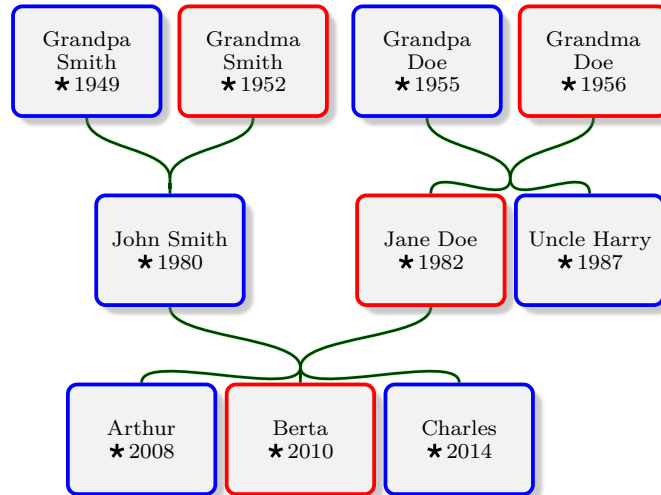 Grandpa
Smith
★1949
Grandma
Smith
★1952
Grandpa
Doe
★1955
Grandma
Doe
★1956
John Smith
★1980
Jane Doe
★1982
Uncle Harry
★1987
Arthur
★2008
Berta
★2010
Charles
★2014